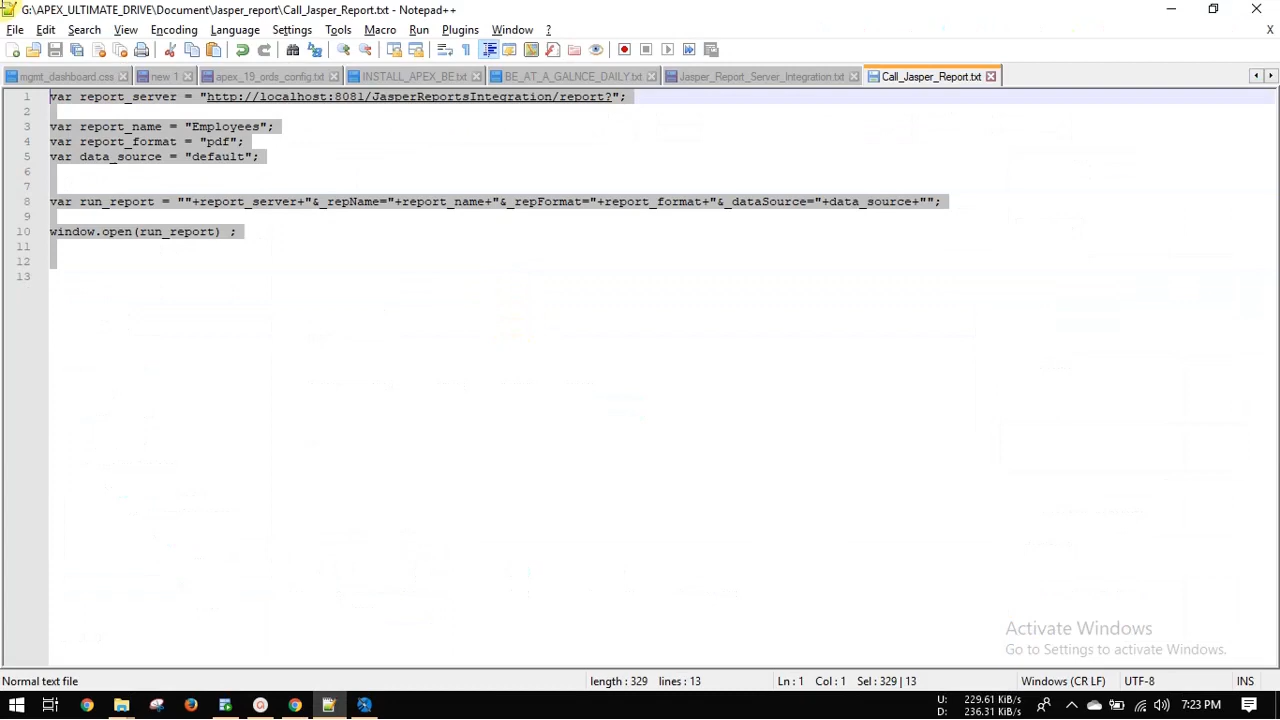 G:\APEX_ULTIMATE_DRIVE\Document\Jasper_report\Call_Jasper_Report.txt - Notepad++
File Edit Search View Encoding Language Settings Tools Macro Run Plugins Window ? X
mgmt_dashboard.css new 1 apex_19_ords_config.txt INSTALL_APEX_BE.txt BE_AT_A_GALNCE_DAILY.txt Jasper_Report_Server_Integration.txt Call_Jasper_Report.txt
1 var report_server = "http://localhost:8081/JasperReportsIntegration/report?";
2
3 var report_name = "Employees";
4 var report_format = "pdf";
5 var data_source = "default";
6
7
8 var run_report = ""+report_server+"&_repName="+report_name+"&_repFormat="+report_format+"&_dataSource="+data_source+"";
9
10 window.open(run_report) ;
11
12
13
Activate Windows
Go to Settings to activate Windows.
Normal text file length : 329 lines : 13 Ln : 1 Col : 1 Sel : 329 | 13 Windows (CR LF) UTF-8 INS
U: 229.61 KiB/s
D: 236.31 KiB/s
7:23 PM